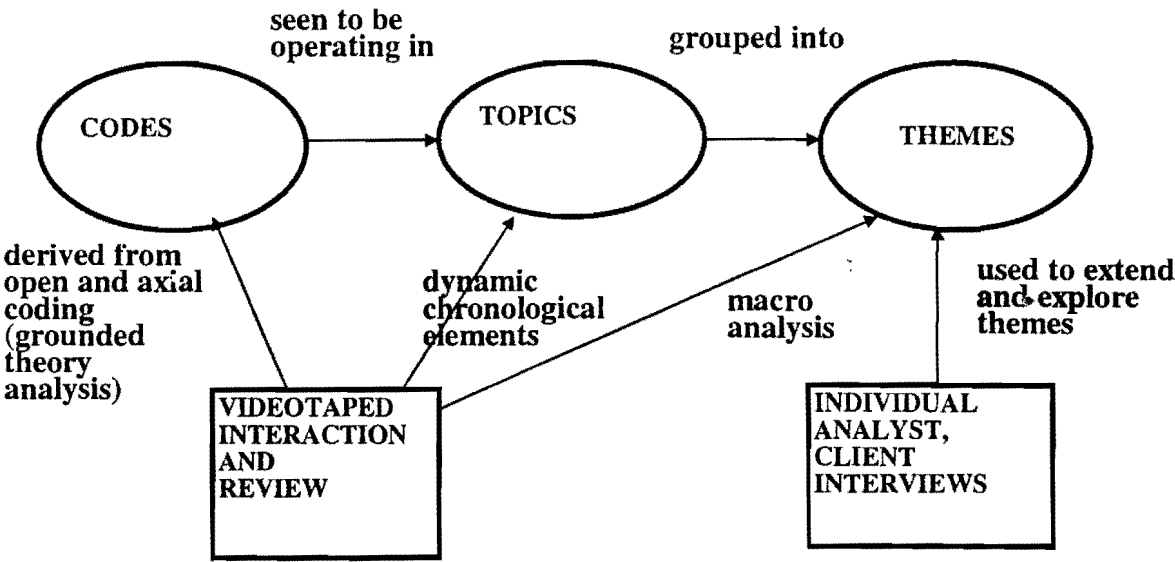 seen to be
operating in
grouped into
CODES
TOPICS
THEMES
derived from
open and axial
coding
(grounded
theory
analysis)
dynamic
chronological
elements
macro
analysis
used to extend
and explore
themes
VIDEOTAPED
INTERACTION
AND
REVIEW
INDIVIDUAL
ANALYST,
CLIENT
INTERVIEWS